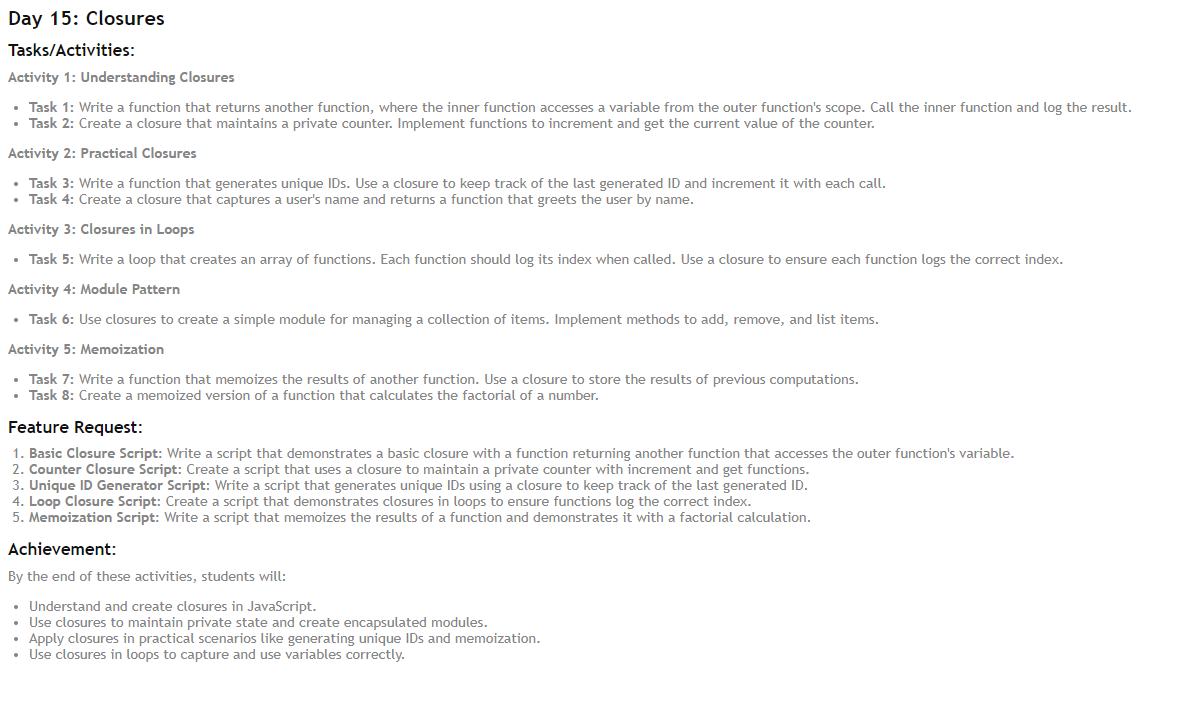 Day 15: Closures
Tasks/Activities:
Activity 1: Understanding Closures
• Task 1: Write a function that returns another function, where the inner function accesses a variable from the outer function's scope. Call the inner function and log the result.
• Task 2: Create a closure that maintains a private counter. Implement functions to increment and get the current value of the counter.
Activity 2: Practical Closures
• Task 3: Write a function that generates unique IDs. Use a closure to keep track of the last generated ID and increment it with each call.
• Task 4: Create a closure that captures a user's name and returns a function that greets the user by name.
Activity 3: Closures in Loops
• Task 5: Write a loop that creates an array of functions. Each function should log its index when called. Use a closure to ensure each function logs the correct index.
Activity 4: Module Pattern
• Task 6: Use closures to create a simple module for managing a collection of items. Implement methods to add, remove, and list items.
Activity 5: Memoization
• Task 7: Write a function that memoizes the results of another function. Use a closure to store the results of previous computations.
• Task 8: Create a memoized version of a function that calculates the factorial of a number.
Feature Request:
1. Basic Closure Script: Write a script that demonstrates a basic closure with a function returning another function that accesses the outer function's variable.
2. Counter Closure Script: Create a script that uses a closure to maintain a private counter with increment and get functions.
3. Unique ID Generator Script: Write a script that generates unique IDs using a closure to keep track of the last generated ID.
4. Loop Closure Script: Create a script that demonstrates closures in loops to ensure functions log the correct index.
5. Memoization Script: Write a script that memoizes the results of a function and demonstrates it with a factorial calculation.
Achievement:
By the end of these activities, students will:
• Understand and create closures in JavaScript.
• Use closures to maintain private state and create encapsulated modules.
• Apply closures in practical scenarios like generating unique IDs and memoization.
• Use closures in loops to capture and use variables correctly.